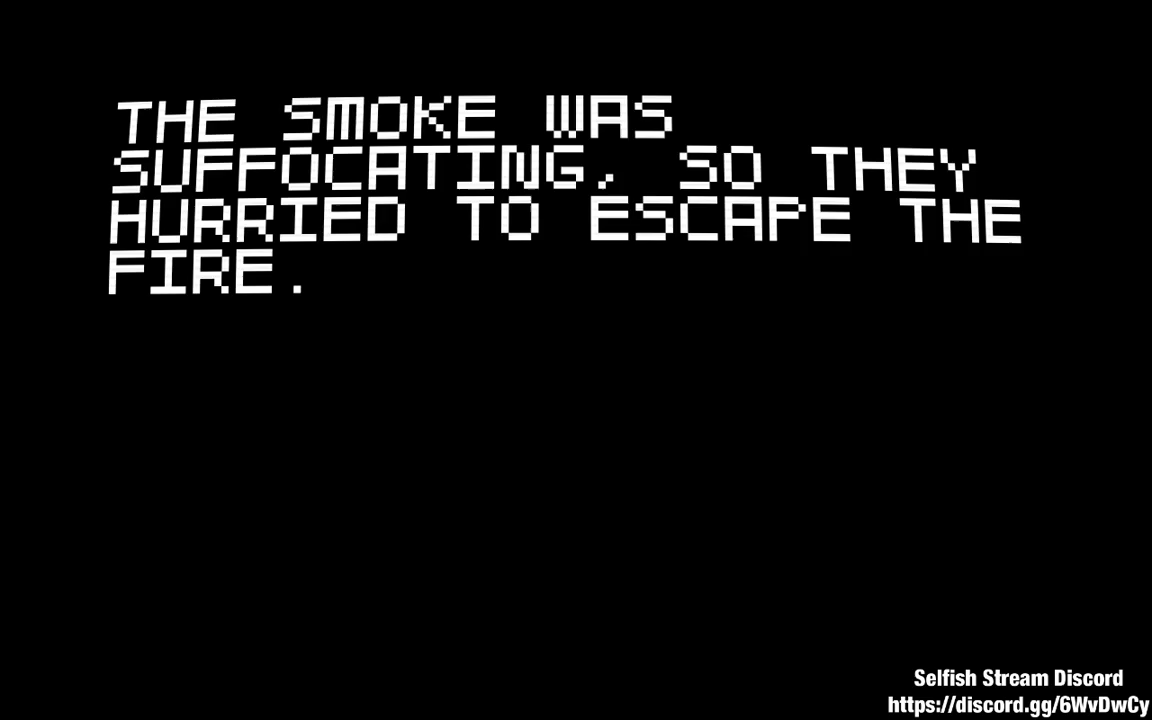 THE SMOKE WAS
SUFFOCATING, SO THEY
HURRIED TO ESCAPE THE
FIRE.
Selfish Stream Discord
https://discord.gg/6WvDwCy